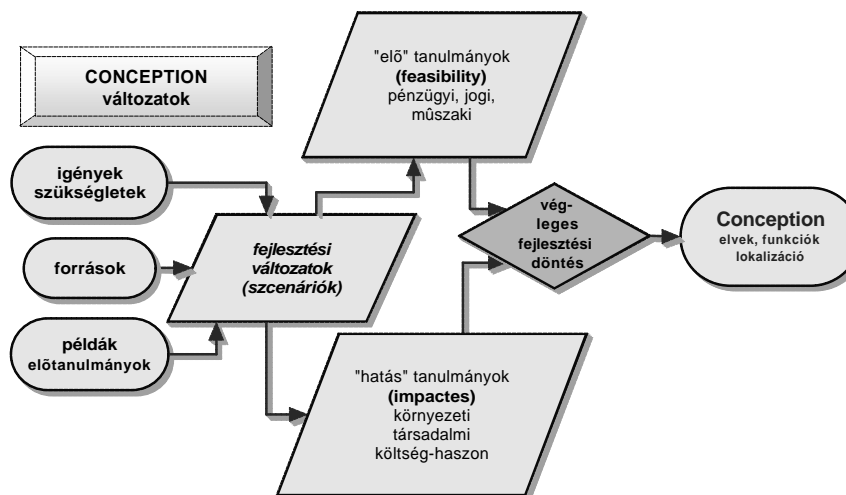 CONCEPTION
változatok
"elõ" tanulmányok
(feasibility)
pénzügyi, jogi,
mûszaki
igények
szükségletek
források
példák
elõtanulmányok
fejlesztési
változatok
(szcenáriók)
vég-
leges
fejlesztési
döntés
Conception
elvek, funkciók
lokalizáció
"hatás" tanulmányok
(impactes)
környezeti
társadalmi
költség-haszon